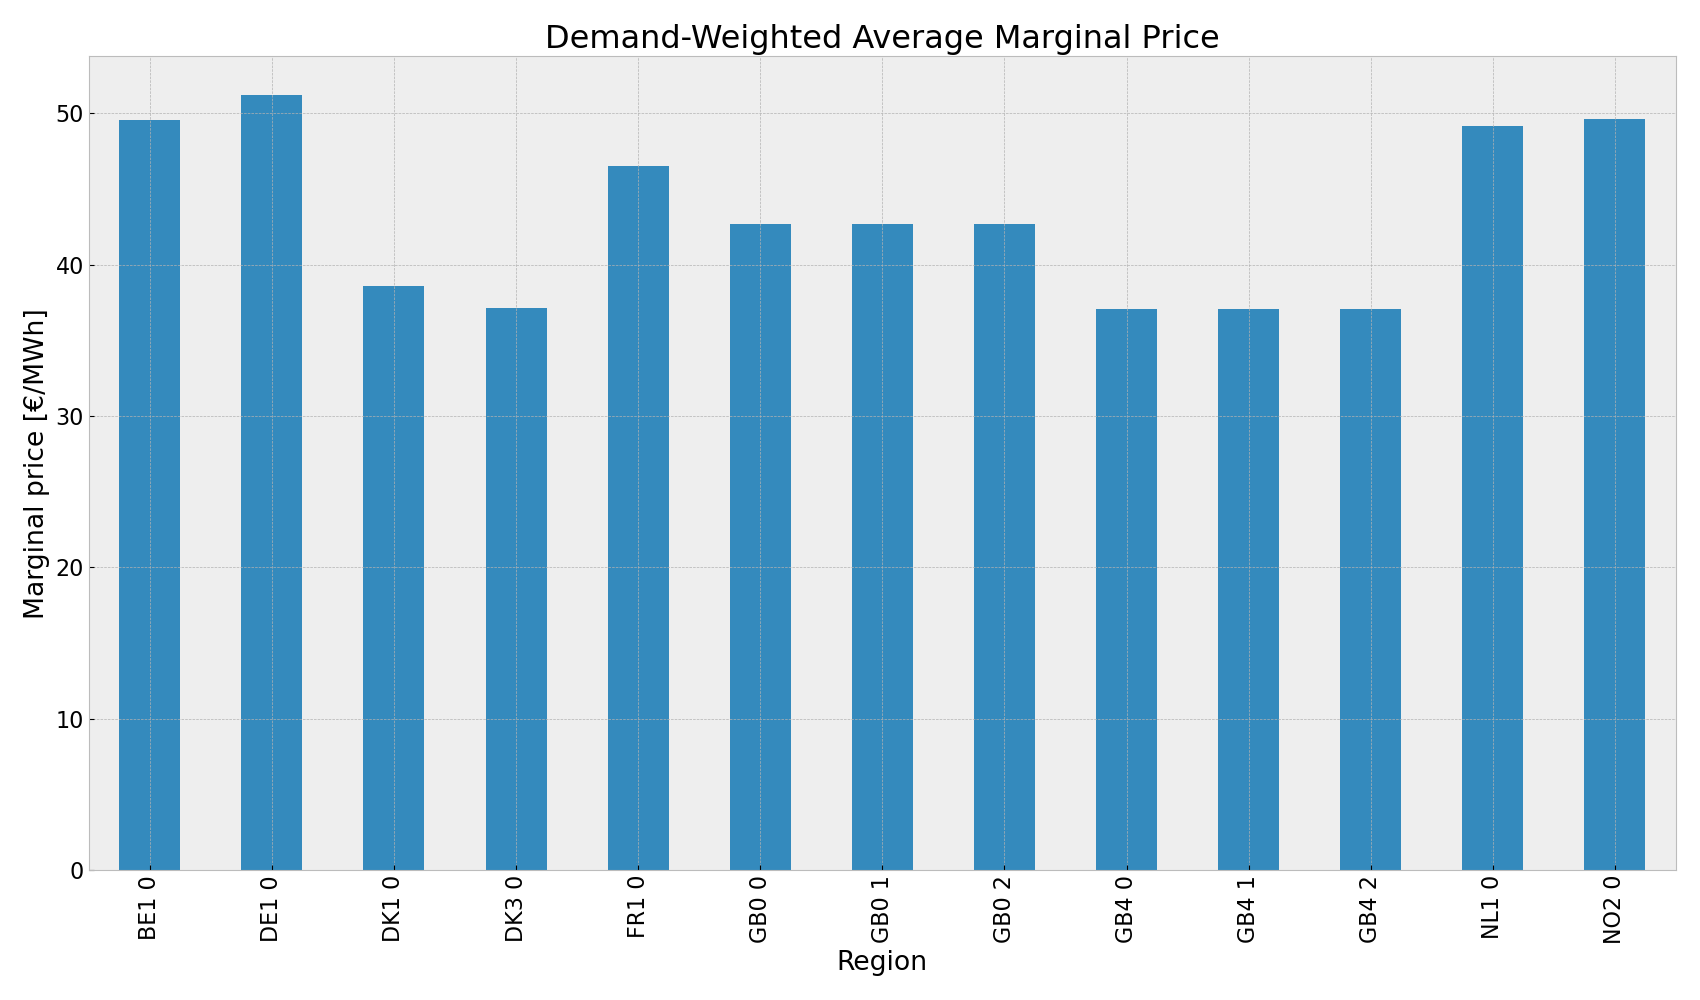 Demand-Weighted Average Marginal Price
Marginal price [€/MWh]
50
40
30
20
10
0
BE1 0
DE1 0
DK1 0
DK3 0
FR1 0
GB0 0
GB0 1
GB0 2
GB4 0
GB4 1
GB4 2
NL1 0
NO2 0
Region